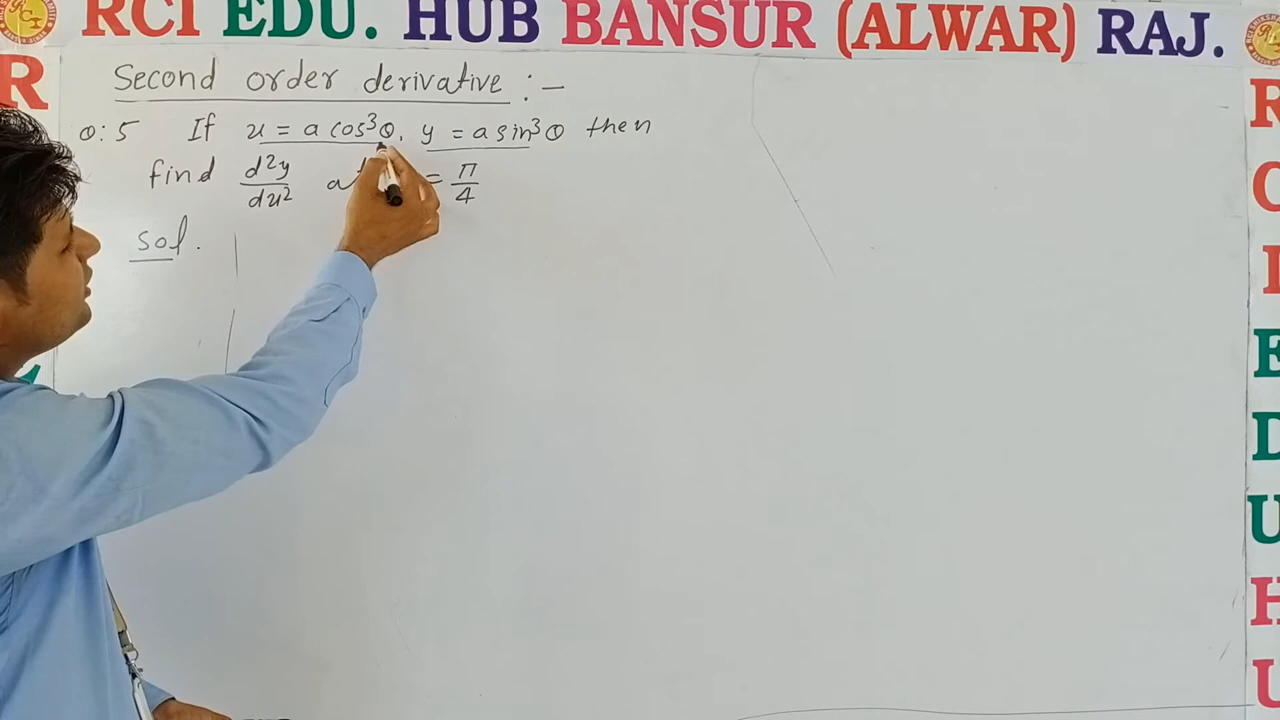 RCI EDU. HUB BANSUR (ALWAR) RAJ.
Second order derivative :-
Q: 5 If x = a cos³θ, y = a sin³θ then
find d²y/dx² = π/4
sol.
R
R
C
I
E
D
U
H
U